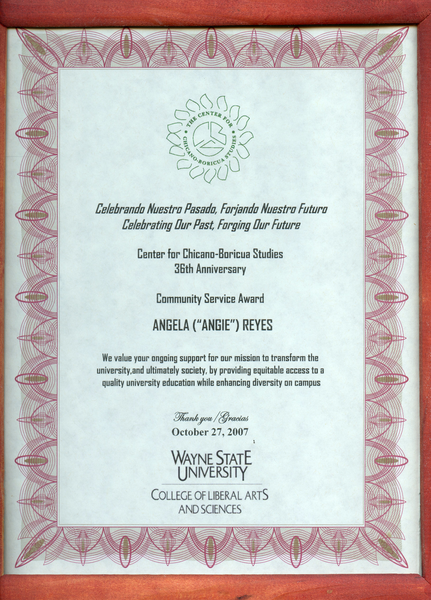 THE CENTER FOR
CHICANO-BORICUA STUDIES
Celebrando Nuestro Pasado, Forjando Nuestro Futuro
Celebrating Our Past, Forging Our Future
Center for Chicano-Boricua Studies
36th Anniversary
Community Service Award
ANGELA ("ANGIE") REYES
We value your ongoing support for our mission to transform the
university,and ultimately society, by providing equitable access to a
quality university education while enhancing diversity on campus
Thank you / Gracias
October 27, 2007
WAYNE STATE
UNIVERSITY
COLLEGE OF LIBERAL ARTS
AND SCIENCES